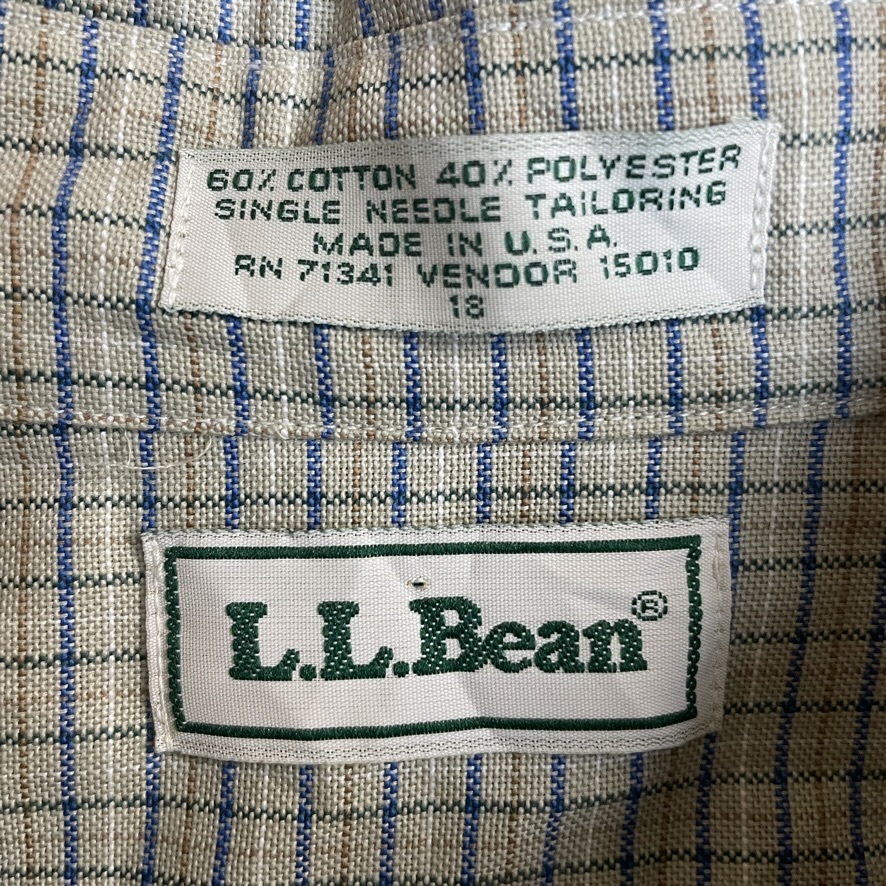 60% COTTON 40% POLYESTER
SINGLE NEEDLE TAILORING
MADE IN U.S.A.
RN 71341 VENDOR 15010
18
L.L.Bean®